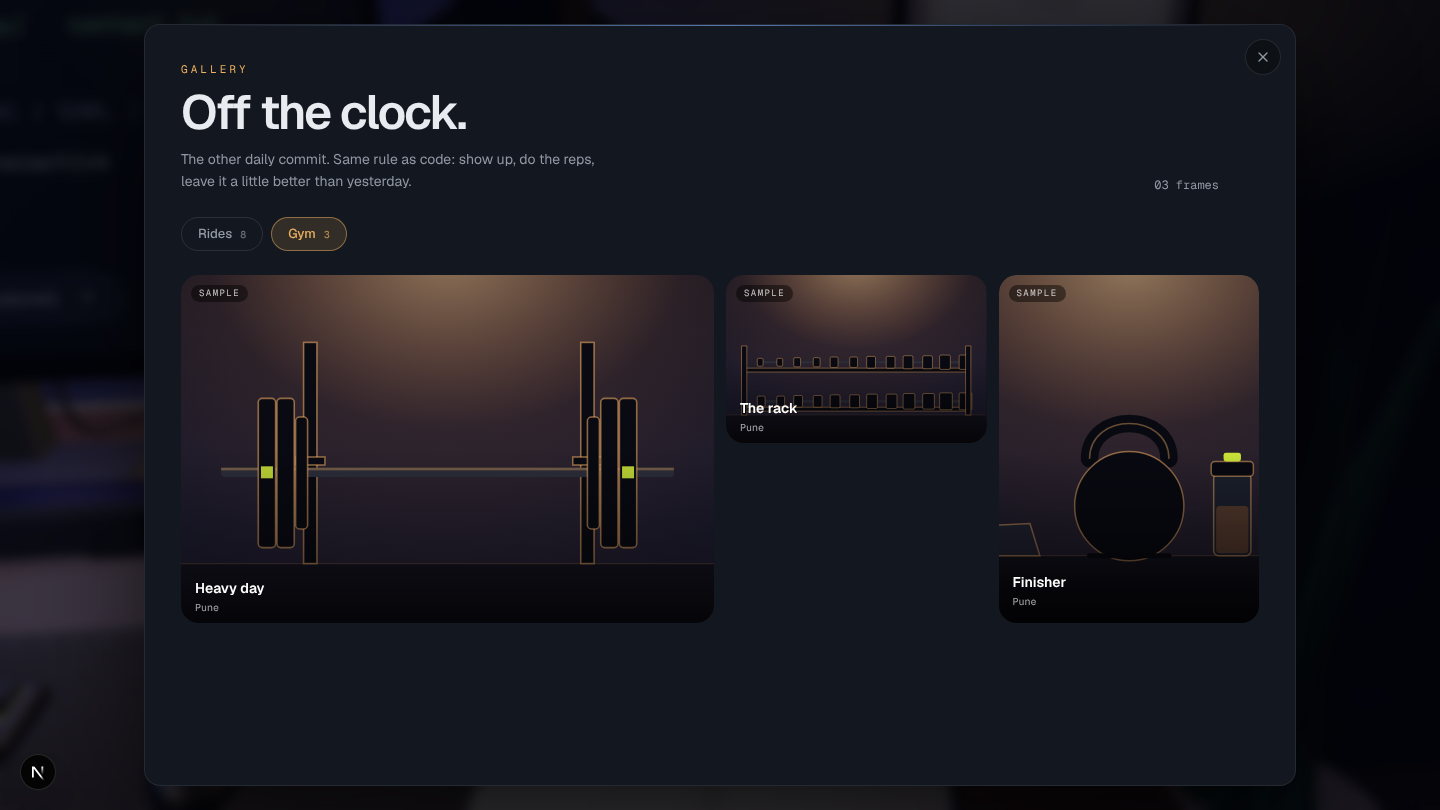 GALLERY
Off the clock.
The other daily commit. Same rule as code: show up, do the reps,
leave it a little better than yesterday.
03 frames
Rides 8
Gym 3
SAMPLE
SAMPLE
SAMPLE
The rack
Pune
Heavy day
Pune
Finisher
Pune
N